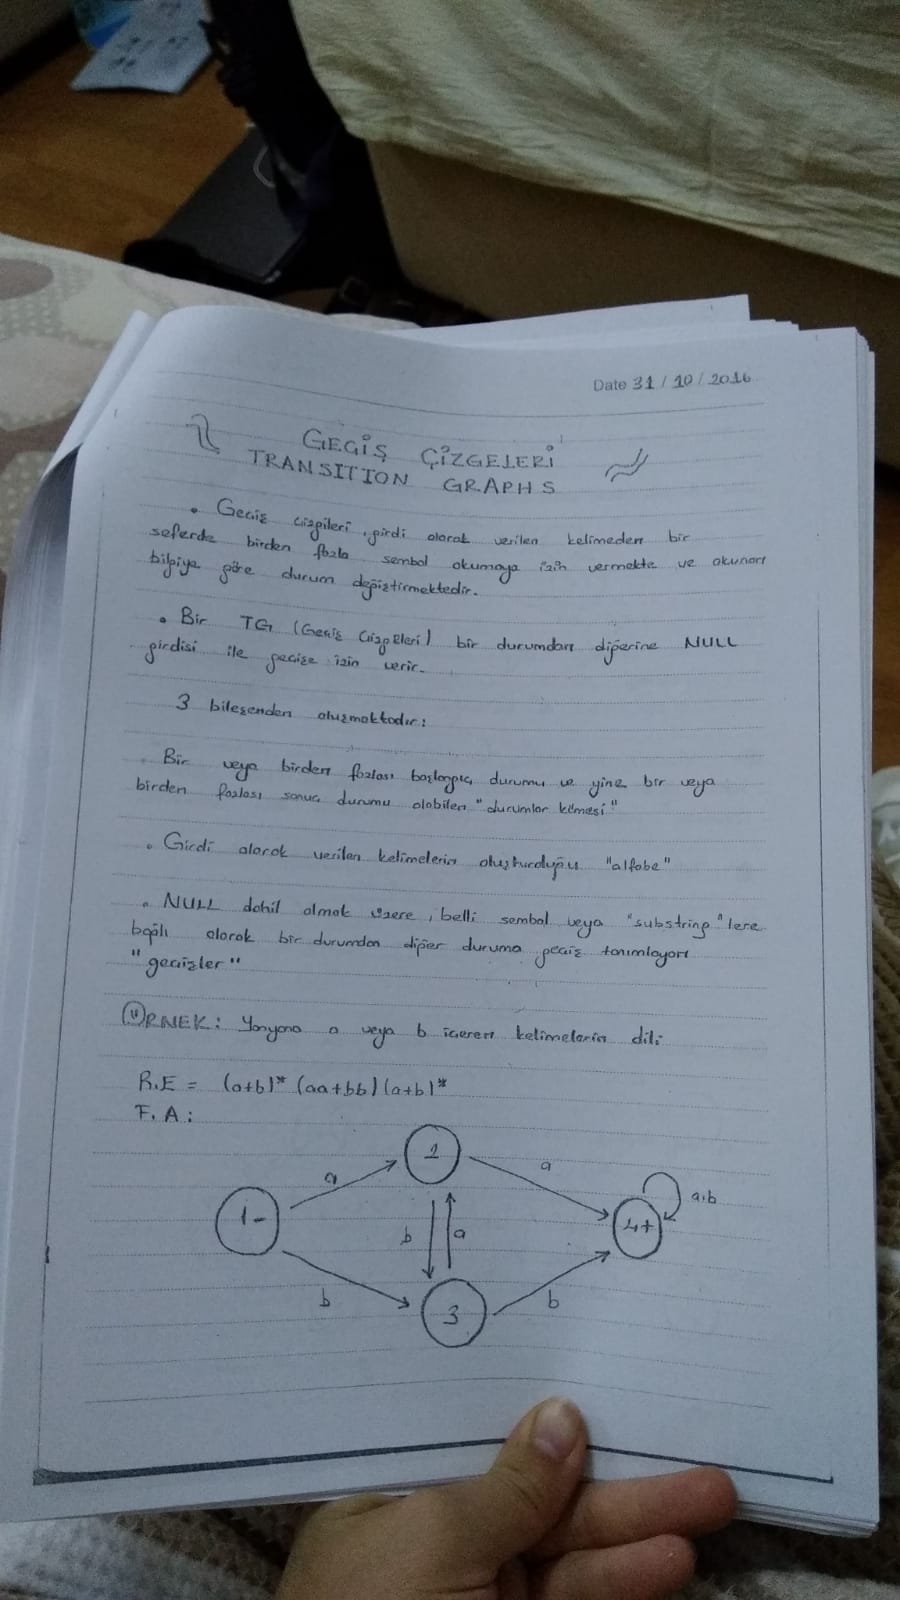 Date 31 / 10 / 2016
GEÇİŞ ÇİZGELERİ
TRANSITION GRAPHS
• Geçiş çizgileri, girdi olarak verilen kelimeden bir
seferde birden fazla sembol okumaya izin vermekte ve okunan
bilgiye göre durum değiştirmektedir.
• Bir TG (Geçiş Çizgeleri) bir durumdan diğerine NULL
girdisi ile geçişe izin verir.
3 bileşenden oluşmaktadır:
Bir veya birden fazlası başlangıç durumu ve yine bir veya
birden fazlası sonuç durumu olabilen "durumlar kümesi"
• Girdi olarak verilen kelimelerin oluşturduğu "alfabe"
• NULL dahil olmak üzere, belli sembol veya "substring"lere
bağlı olarak bir durumdan diğer duruma geçiş tanımlayan
"geçişler"
ÖRNEK: Yanyana a veya b içeren kelimelerin dili
R.E = (a+b)* (aa+bb) (a+b)*
F.A:
2
a
a
1-
b
a
4+
a,b
b
3
b